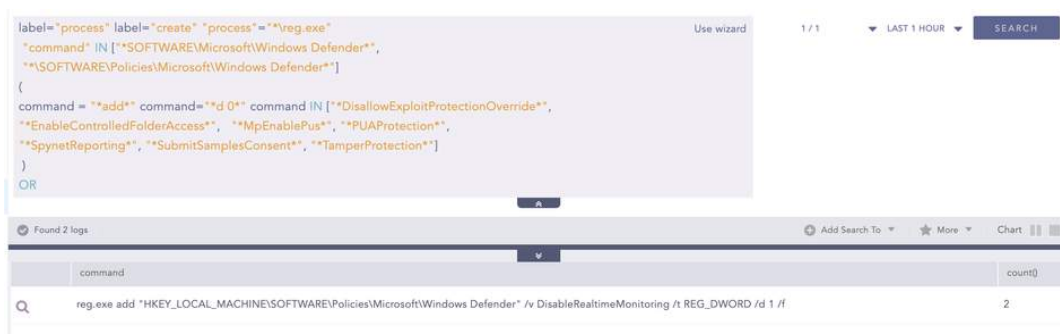 label="process" label="create" "process"="*\reg.exe" Use wizard 1 / 1 LAST 1 HOUR SEARCH
"command" IN ["*SOFTWARE\Microsoft\Windows Defender*",
"*\SOFTWARE\Policies\Microsoft\Windows Defender*"]
(
command = "*add*" command="*d 0*" command IN ["*DisallowExploitProtectionOverride*",
"*EnableControlledFolderAccess*", "*MpEnablePus*", "*PUAProtection*",
"*SpynetReporting*", "*SubmitSamplesConsent*", "*TamperProtection*"]
)
OR
Found 2 logs Add Search To More Chart
command count()
reg.exe add "HKEY_LOCAL_MACHINE\SOFTWARE\Policies\Microsoft\Windows Defender" /v DisableRealtimeMonitoring /t REG_DWORD /d 1 /f 2